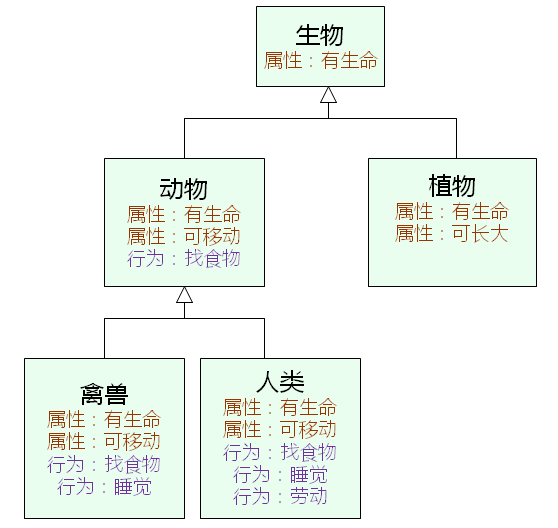 生物
属性：有生命
动物
属性：有生命
属性：可移动
行为：找食物
植物
属性：有生命
属性：可长大
禽兽
属性：有生命
属性：可移动
行为：找食物
行为：睡觉
人类
属性：有生命
属性：可移动
行为：找食物
行为：睡觉
行为：劳动